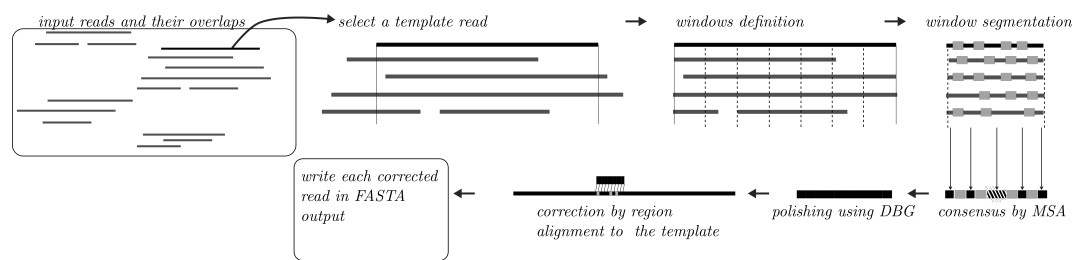 input reads and their overlaps
select a template read
windows definition
window segmentation
write each corrected
read in FASTA
output
correction by region
alignment to the template
polishing using DBG
consensus by MSA